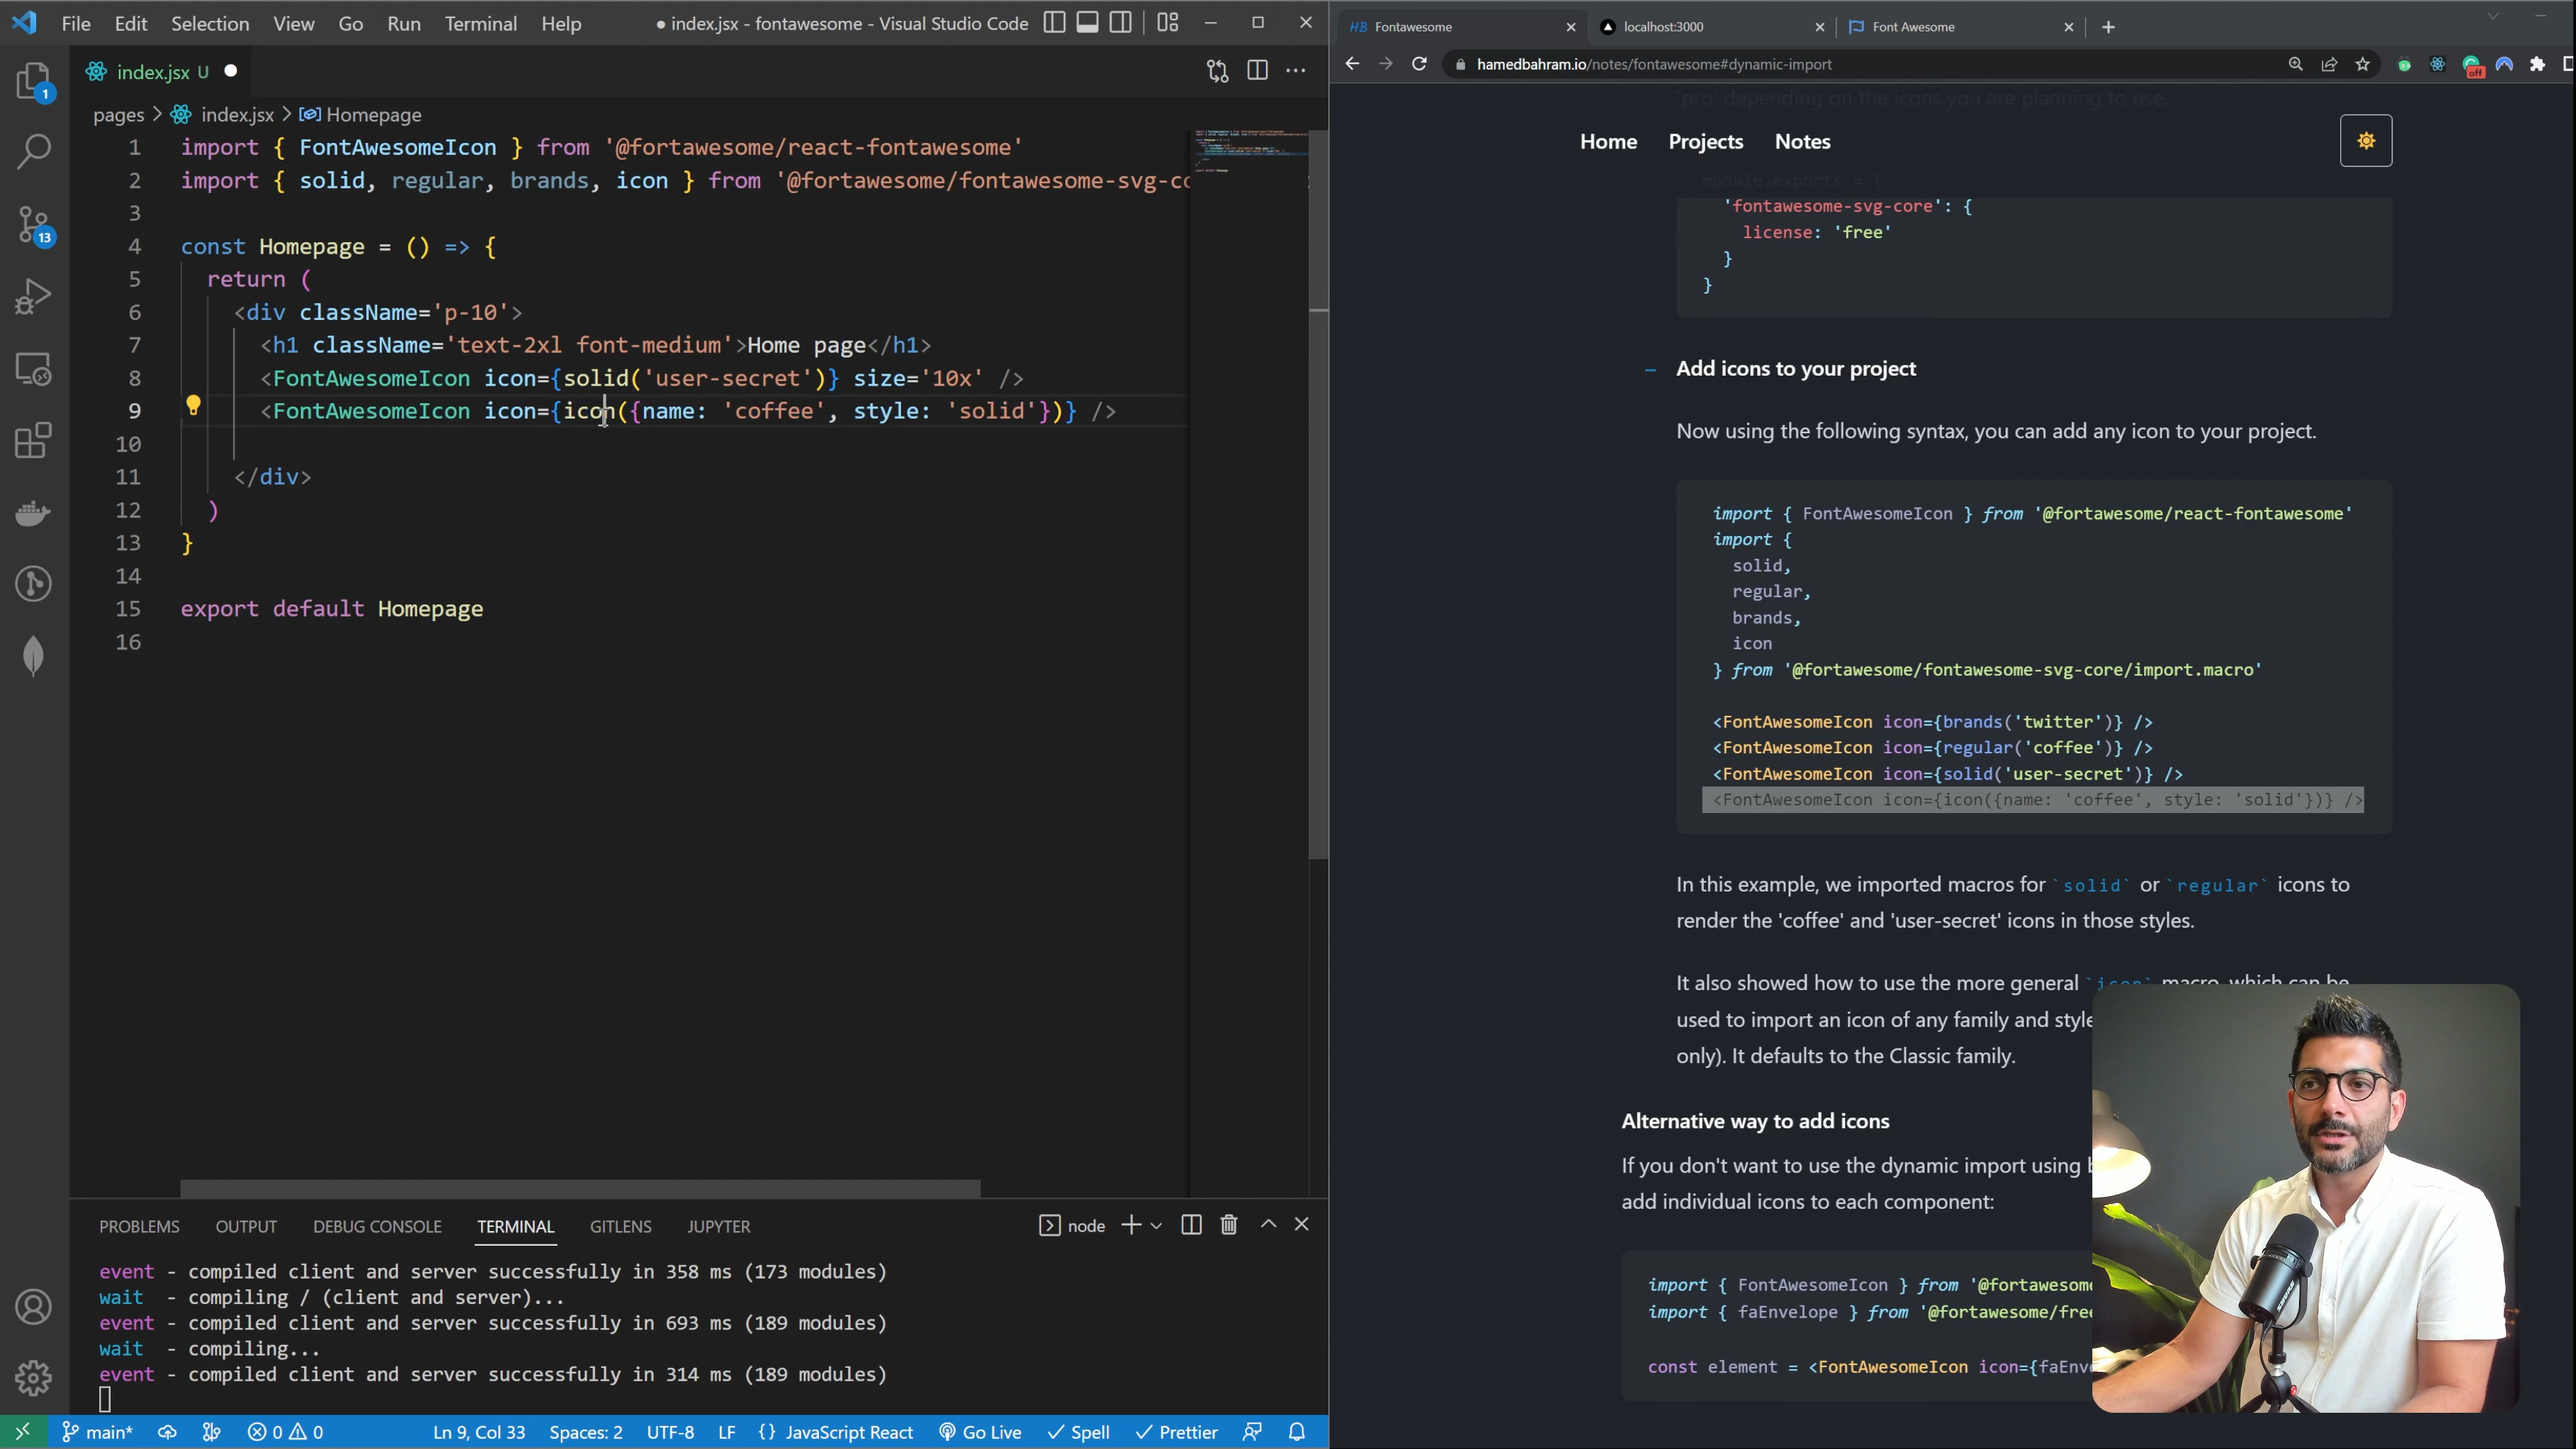 File Edit Selection View Go Run Terminal Help
● index.jsx - fontawesome - Visual Studio Code
index.jsx U
pages > index.jsx > Homepage
1 import { FontAwesomeIcon } from '@fortawesome/react-fontawesome'
2 import { solid, regular, brands, icon } from '@fortawesome/fontawesome-svg-co
3
4 const Homepage = () => {
5 return (
6 <div className='p-10'>
7 <h1 className='text-2xl font-medium'>Home page</h1>
8 <FontAwesomeIcon icon={solid('user-secret')} size='10x' />
9 <FontAwesomeIcon icon={icon({name: 'coffee', style: 'solid'})} />
10
11 </div>
12 )
13 }
14
15 export default Homepage
16
1
13
PROBLEMS OUTPUT DEBUG CONSOLE TERMINAL GITLENS JUPYTER
node
event - compiled client and server successfully in 358 ms (173 modules)
wait - compiling / (client and server)...
event - compiled client and server successfully in 693 ms (189 modules)
wait - compiling...
event - compiled client and server successfully in 314 ms (189 modules)
main* 0 0 Ln 9, Col 33 Spaces: 2 UTF-8 LF {} JavaScript React Go Live Spell Prettier
HB Fontawesome localhost:3000 Font Awesome
hamedbahram.io/notes/fontawesome#dynamic-import
off
'pro' depending on the icons you are planning to use.
Home Projects Notes
module.exports = {
'fontawesome-svg-core': {
license: 'free'
}
}
– Add icons to your project
Now using the following syntax, you can add any icon to your project.
import { FontAwesomeIcon } from '@fortawesome/react-fontawesome'
import {
solid,
regular,
brands,
icon
} from '@fortawesome/fontawesome-svg-core/import.macro'
<FontAwesomeIcon icon={brands('twitter')} />
<FontAwesomeIcon icon={regular('coffee')} />
<FontAwesomeIcon icon={solid('user-secret')} />
<FontAwesomeIcon icon={icon({name: 'coffee', style: 'solid'})} />
In this example, we imported macros for `solid` or `regular` icons to
render the 'coffee' and 'user-secret' icons in those styles.
It also showed how to use the more general `icon` macro, which can be
used to import an icon of any family and style
only). It defaults to the Classic family.
Alternative way to add icons
If you don't want to use the dynamic import using
add individual icons to each component:
import { FontAwesomeIcon } from '@fortawesome
import { faEnvelope } from '@fortawesome/fre
const element = <FontAwesomeIcon icon={faEnv